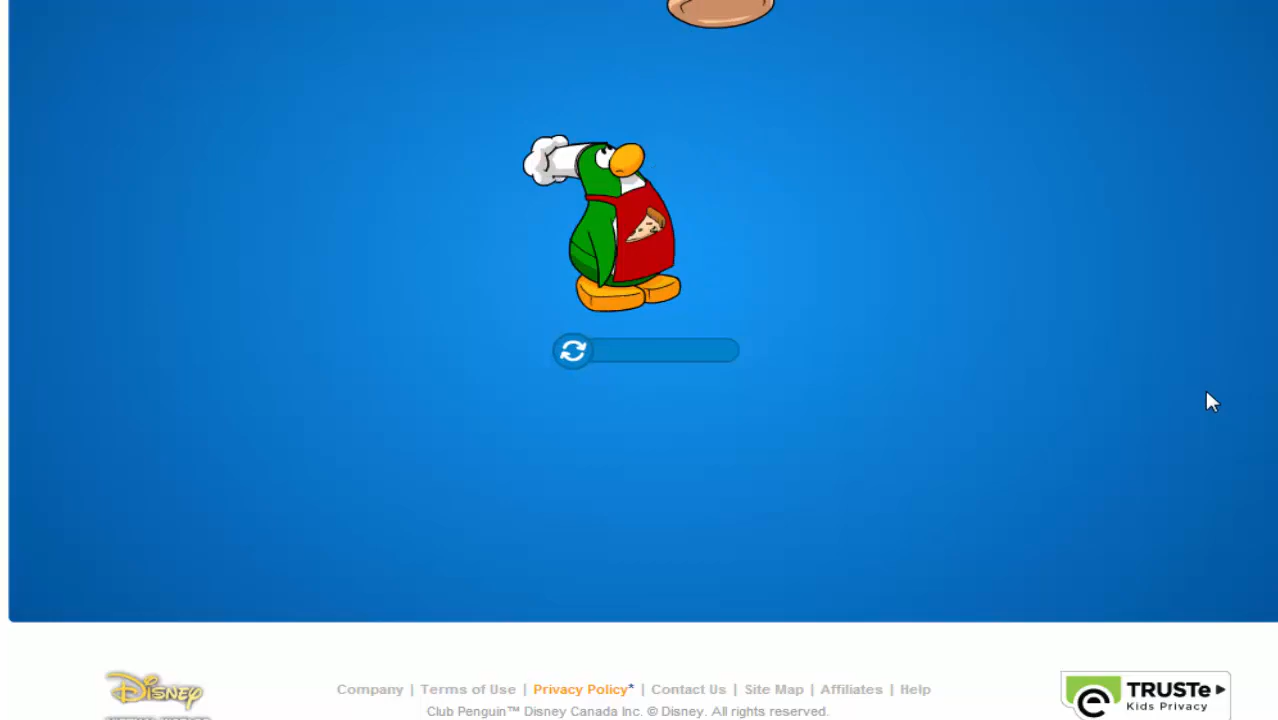 Disney
Company | Terms of Use | Privacy Policy* | Contact Us | Site Map | Affiliates | Help
Club Penguin™ Disney Canada Inc. © Disney. All rights reserved.
TRUSTe
Kids Privacy